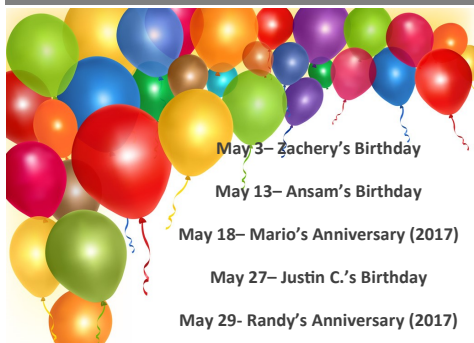 May 3– Zachery's Birthday
May 13– Ansam's Birthday
May 18– Mario's Anniversary (2017)
May 27– Justin C.'s Birthday
May 29- Randy's Anniversary (2017)